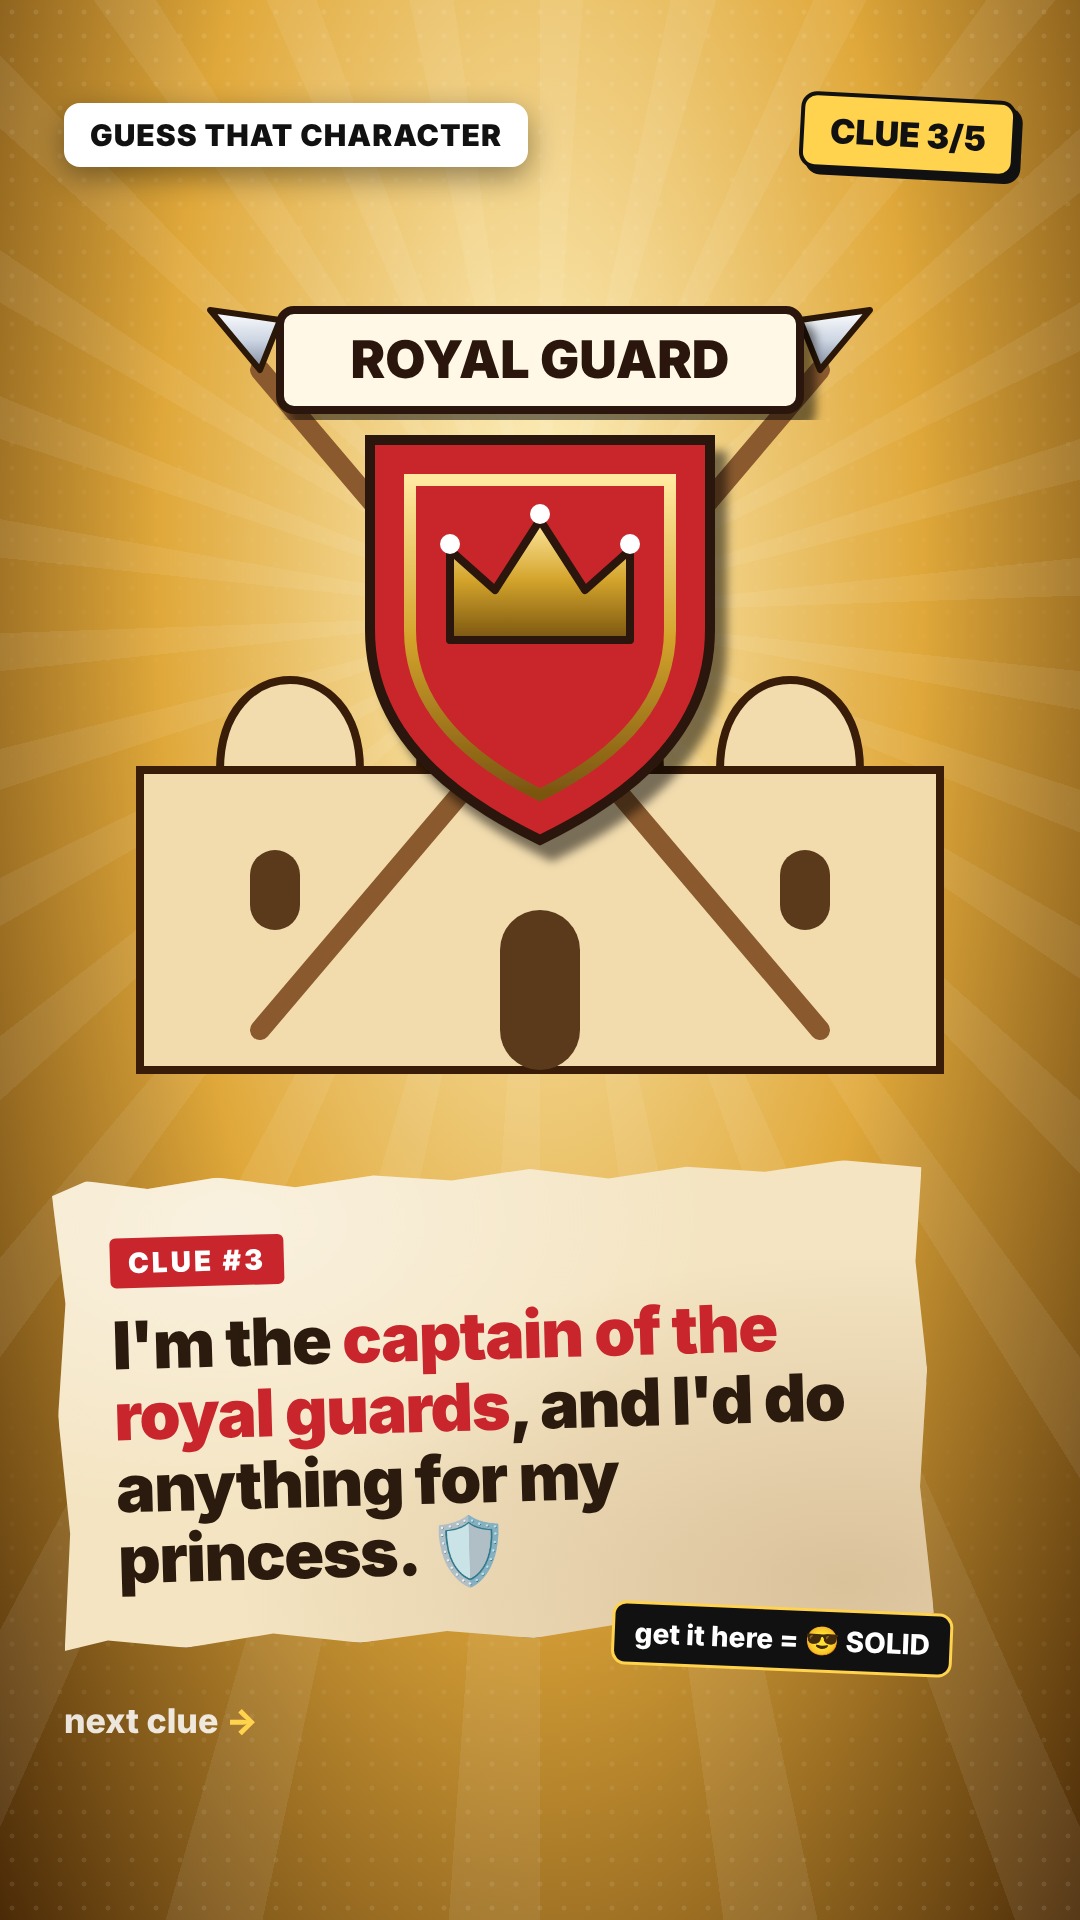 GUESS THAT CHARACTER
CLUE 3/5
ROYAL GUARD
CLUE #3
I'm the captain of the
royal guards, and I'd do
anything for my
princess. 🛡️
get it here = 😎 SOLID
next clue →